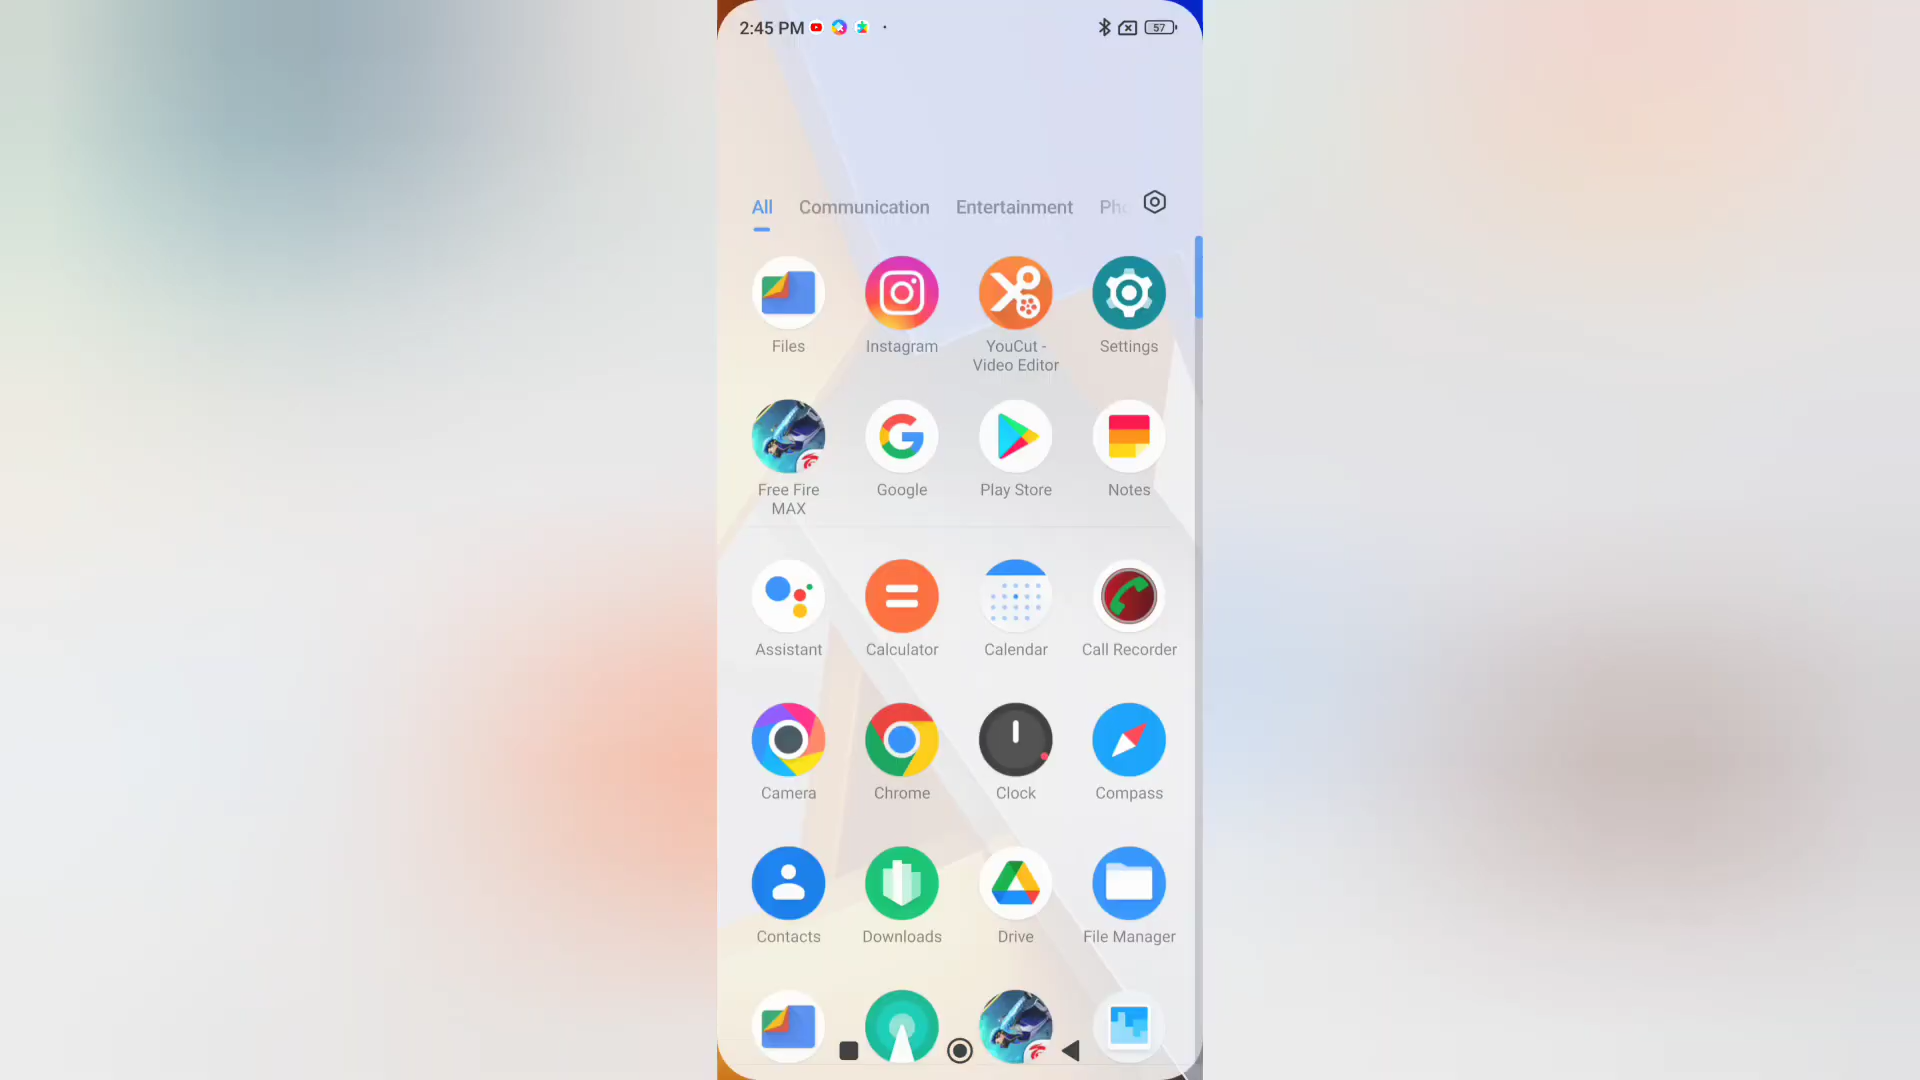 2:45 PM
57
All Communication Entertainment
Files Instagram YouCut - Settings
Video Editor
Free Fire Google Play Store Notes
MAX
Assistant Calculator Calendar Call Recorder
Camera Chrome Clock Compass
Contacts Downloads Drive File Manager